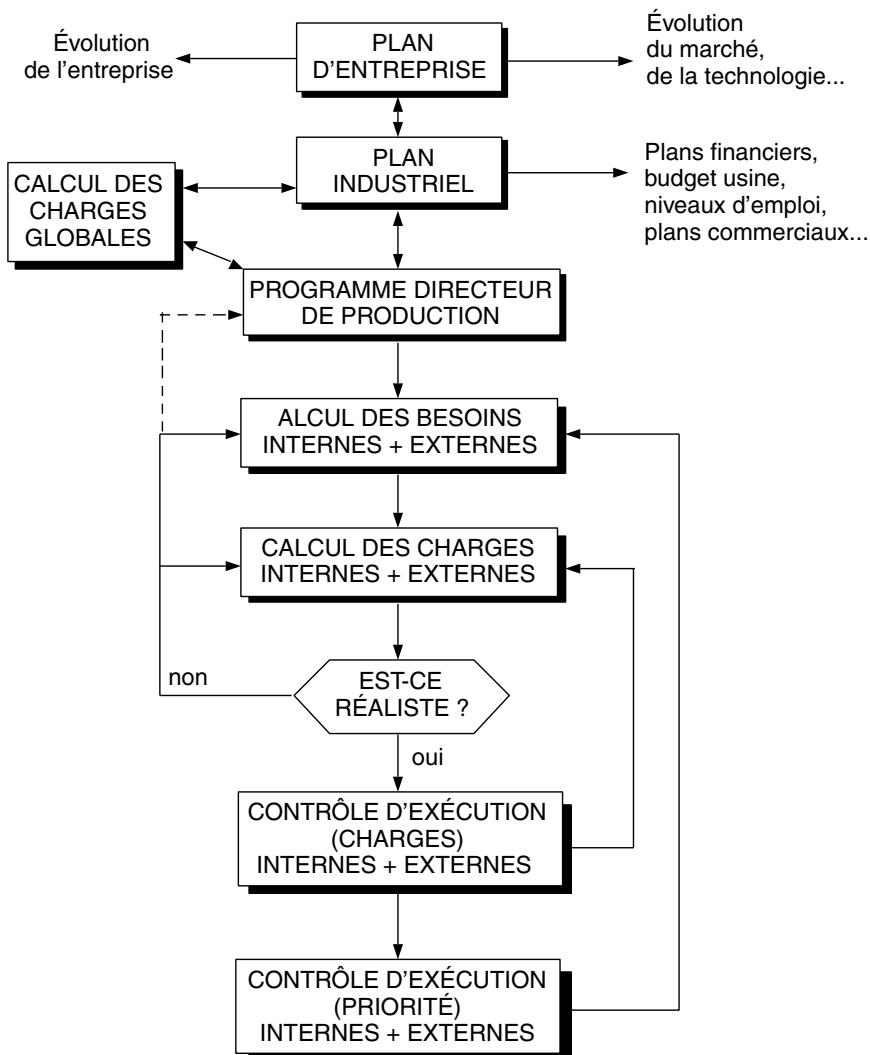 Évolution
de l'entreprise
PLAN
D'ENTREPRISE
Évolution
du marché,
de la technologie...
PLAN
INDUSTRIEL
Plans financiers,
budget usine,
niveaux d'emploi,
plans commerciaux...
CALCUL DES
CHARGES
GLOBALES
PROGRAMME DIRECTEUR
DE PRODUCTION
ALCUL DES BESOINS
INTERNES + EXTERNES
CALCUL DES CHARGES
INTERNES + EXTERNES
non
EST-CE
RÉALISTE ?
oui
CONTRÔLE D'EXÉCUTION
(CHARGES)
INTERNES + EXTERNES
CONTRÔLE D'EXÉCUTION
(PRIORITÉ)
INTERNES + EXTERNES